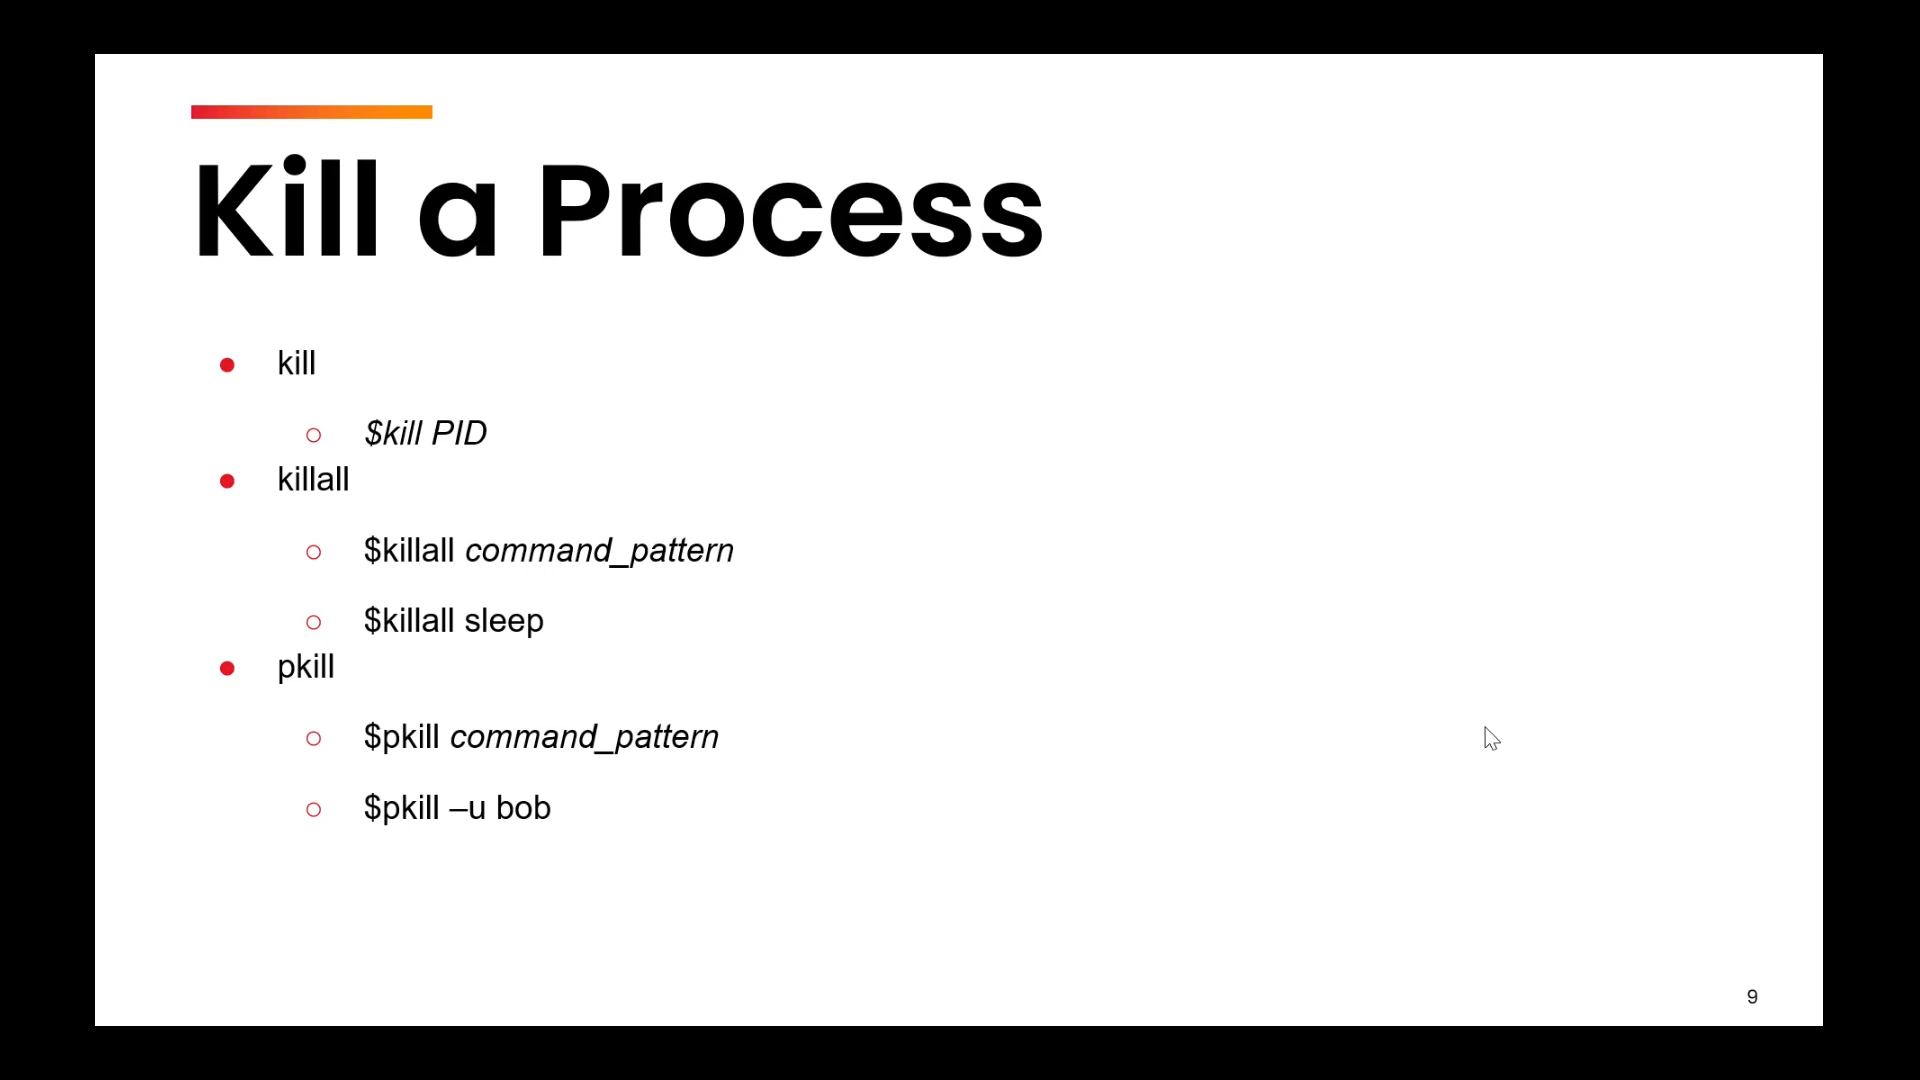 Kill a Process
kill
$kill PID
killall
$killall command_pattern
$killall sleep
pkill
$pkill command_pattern
$pkill –u bob
9